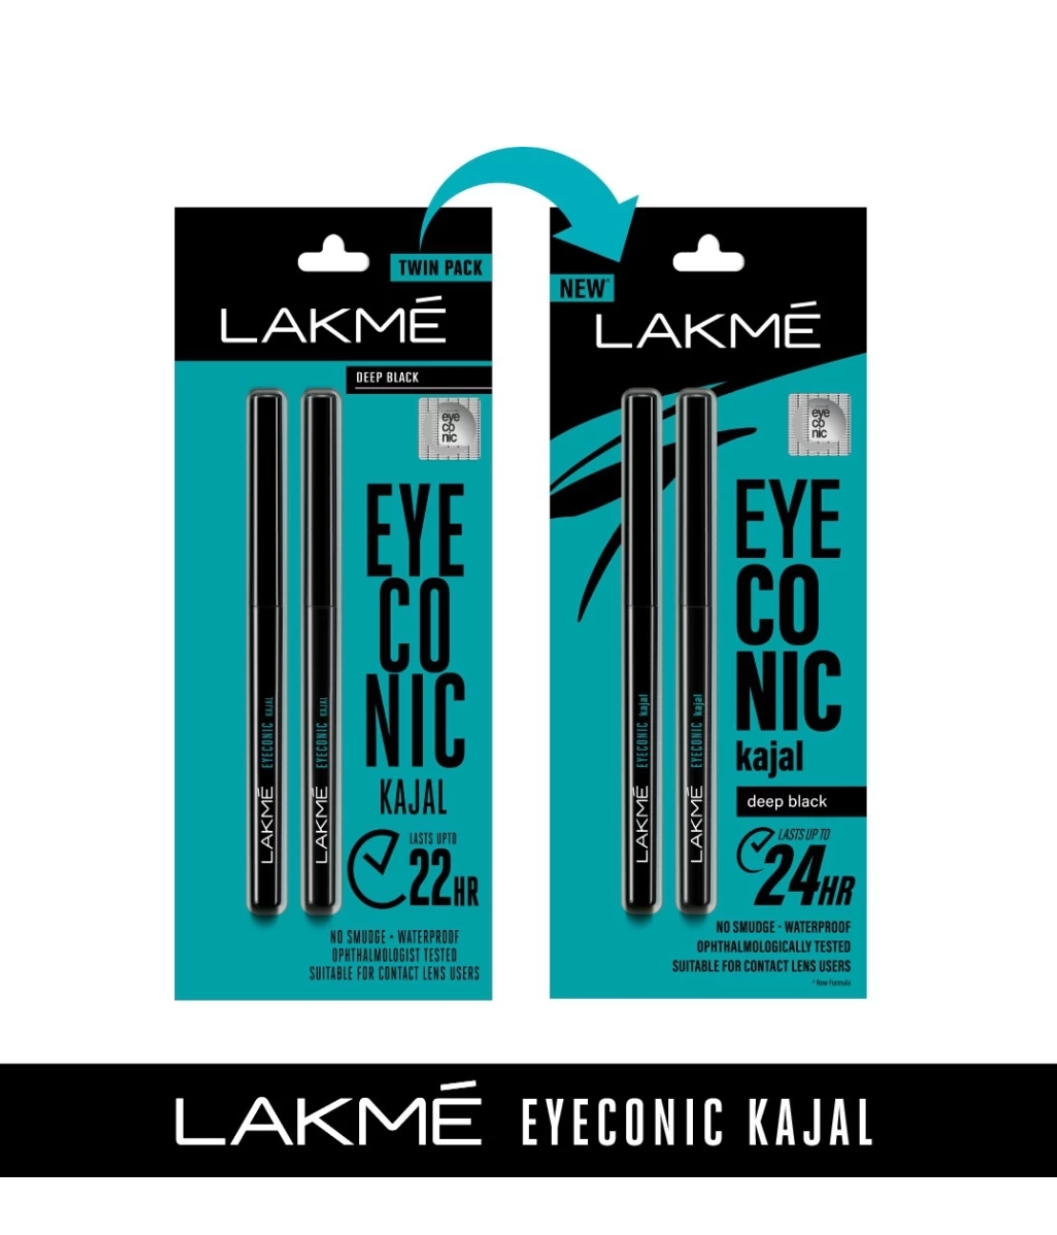 TWIN PACK
LAKMÉ
DEEP BLACK
eye
co
nic
EYE
CO
NIC
KAJAL
LASTS UPTO
22HR
NO SMUDGE • WATERPROOF
OPHTHALMOLOGIST TESTED
SUITABLE FOR CONTACT LENS USERS
LAKMÉ EYECONIC KAJAL
LAKMÉ EYECONIC KAJAL
NEW*
LAKMÉ
eye
co
nic
EYE
CO
NIC
kajal
deep black
LASTS UP TO
24HR
NO SMUDGE - WATERPROOF
OPHTHALMOLOGICALLY TESTED
SUITABLE FOR CONTACT LENS USERS
* New Formula
LAKMÉ EYECONIC kajal
LAKMÉ EYECONIC kajal
LAKMÉ EYECONIC KAJAL